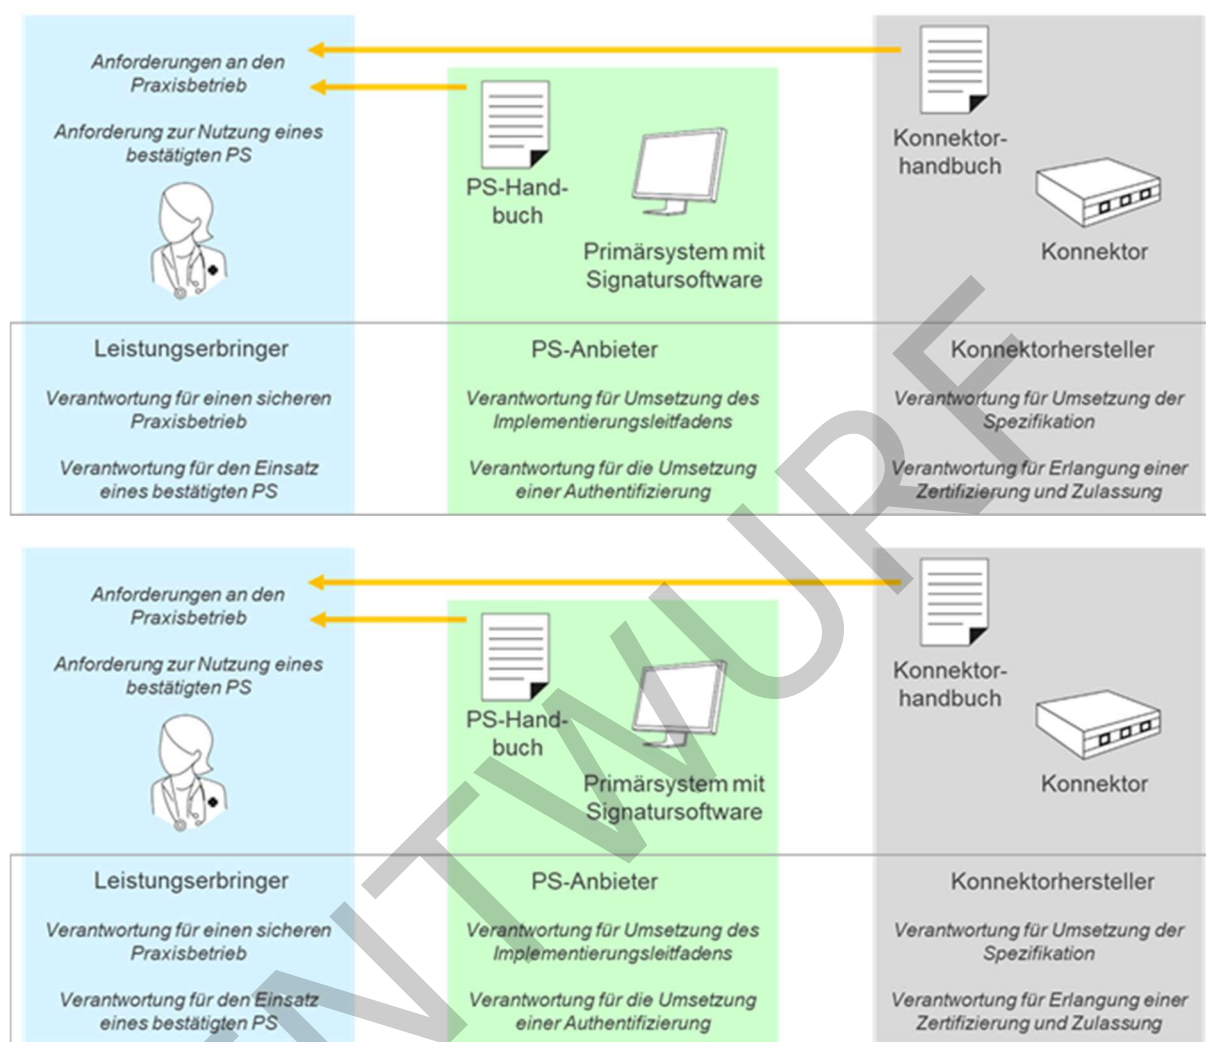 Anforderungen an den
Praxisbetrieb
Anforderung zur Nutzung eines
bestätigten PS
PS-Hand-
buch
Primärsystem mit
Signatursoftware
Konnektor-
handbuch
Konnektor
Leistungserbringer
Verantwortung für einen sicheren
Praxisbetrieb
Verantwortung für den Einsatz
eines bestätigten PS
PS-Anbieter
Verantwortung für Umsetzung des
Implementierungsleitfadens
Verantwortung für die Umsetzung
einer Authentifizierung
Konnektorhersteller
Verantwortung für Umsetzung der
Spezifikation
Verantwortung für Erlangung einer
Zertifizierung und Zulassung
Anforderungen an den
Praxisbetrieb
Anforderung zur Nutzung eines
bestätigten PS
PS-Hand-
buch
Primärsystem mit
Signatursoftware
Konnektor-
handbuch
Konnektor
Leistungserbringer
Verantwortung für einen sicheren
Praxisbetrieb
Verantwortung für den Einsatz
eines bestätigten PS
PS-Anbieter
Verantwortung für Umsetzung des
Implementierungsleitfadens
Verantwortung für die Umsetzung
einer Authentifizierung
Konnektorhersteller
Verantwortung für Umsetzung der
Spezifikation
Verantwortung für Erlangung einer
Zertifizierung und Zulassung
ENTWURF